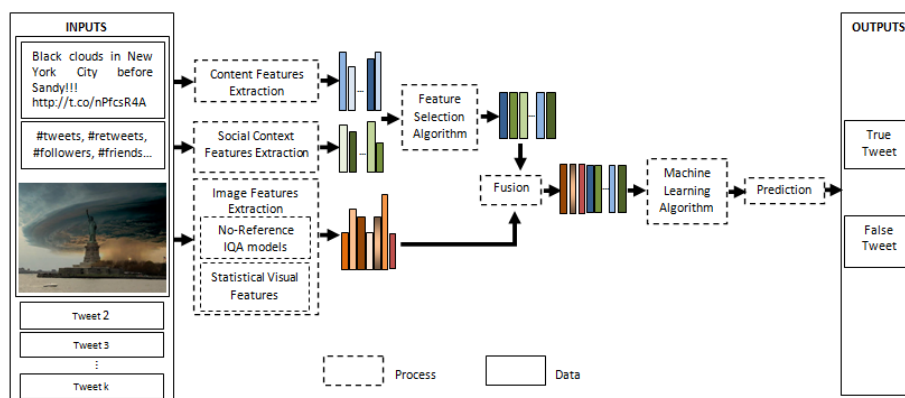 INPUTS
Black clouds in New
York City before
Sandy!!!
http://t.co/nPfcsR4A
#tweets, #retweets,
#followers, #friends...
Tweet 2
Tweet 3
⋮
Tweet k
Content Features
Extraction
Social Context
Features Extraction
Image Features
Extraction
No-Reference
IQA models
Statistical Visual
Features
...
...
Feature
Selection
Algorithm
...
Fusion
...
Machine
Learning
Algorithm
Prediction
OUTPUTS
True
Tweet
False
Tweet
Process
Data